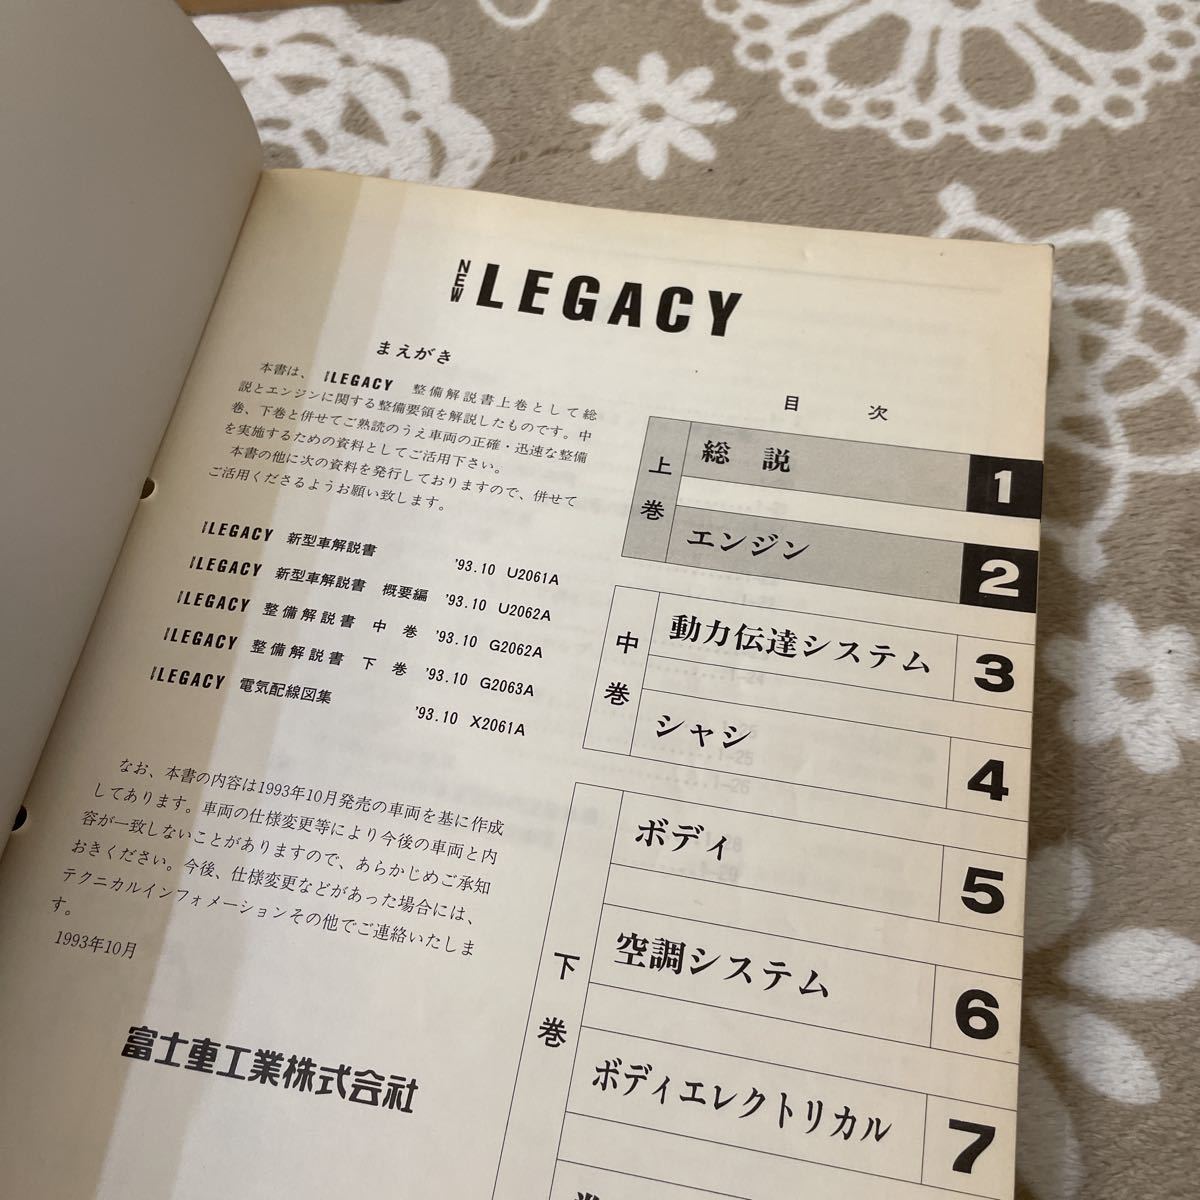 NEW LEGACY
まえがき
本書は、NEW LEGACY 整備解説書上巻として総
説とエンジンに関する整備要領を解説したものです。中
巻、下巻と併せてご熟読のうえ車両の正確・迅速な整備
を実施するための資料としてご活用下さい。
本書の他に次の資料を発行しておりますので、併せて
ご活用くださるようお願い致します。
NEW LEGACY 新型車解説書 '93.10 U2061A
NEW LEGACY 新型車解説書 概要編 '93.10 U2062A
NEW LEGACY 整備解説書 中巻 '93.10 G2062A
NEW LEGACY 整備解説書 下巻 '93.10 G2063A
NEW LEGACY 電気配線図集 '93.10 X2061A
なお、本書の内容は1993年10月発売の車両を基に作成
してあります。車両の仕様変更等により今後の車両と内
容が一致しないことがありますので、あらかじめご承知
おきください。今後、仕様変更などがあった場合には、
テクニカルインフォメーションその他でご連絡いたしま
す。
1993年10月
富士重工業株式会社
目次
上巻
総説 1
エンジン 2
中巻
動力伝達システム 3
シャシ 4
下巻
ボディ 5
空調システム 6
ボディエレクトリカル 7